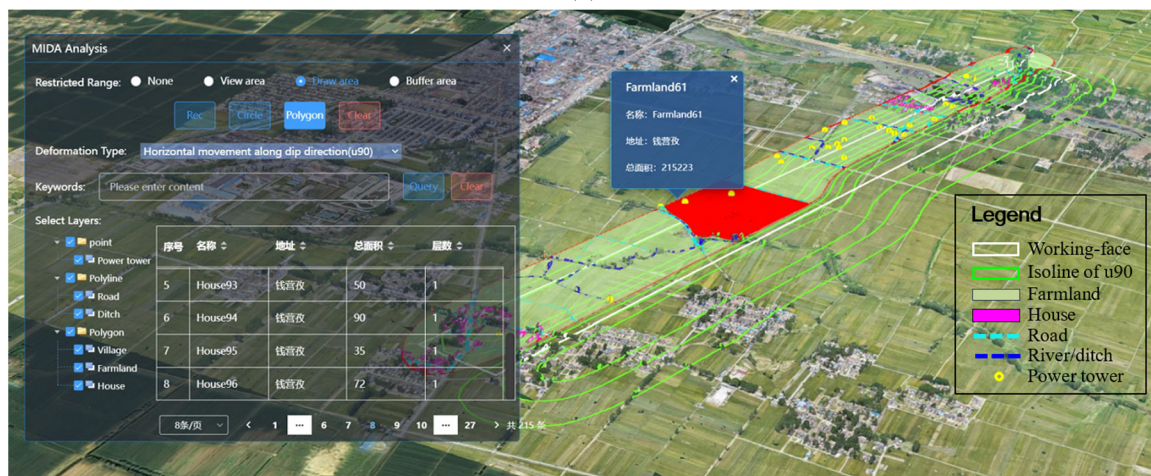 MIDA Analysis ×
Restricted Range: None View area Draw area Buffer area
Rec Circle Polygon Clear
Deformation Type: Horizontal movement along dip direction(u90)
Keywords: Please enter content Query Clear
Select Layers:
point
Power tower
Polyline
Road
Ditch
Polygon
Village
Farmland
House
序号 名称 地址 总面积 层数
5 House93 钱营孜 50 1
6 House94 钱营孜 90 1
7 House95 钱营孜 35 1
8 House96 钱营孜 72 1
8条/页 < 1 ··· 6 7 8 9 10 ··· 27 > 共 215 条
Farmland61 ×
名称: Farmland61
地址: 钱营孜
总面积: 215223
Legend
Working-face
Isoline of u90
Farmland
House
Road
River/ditch
Power tower